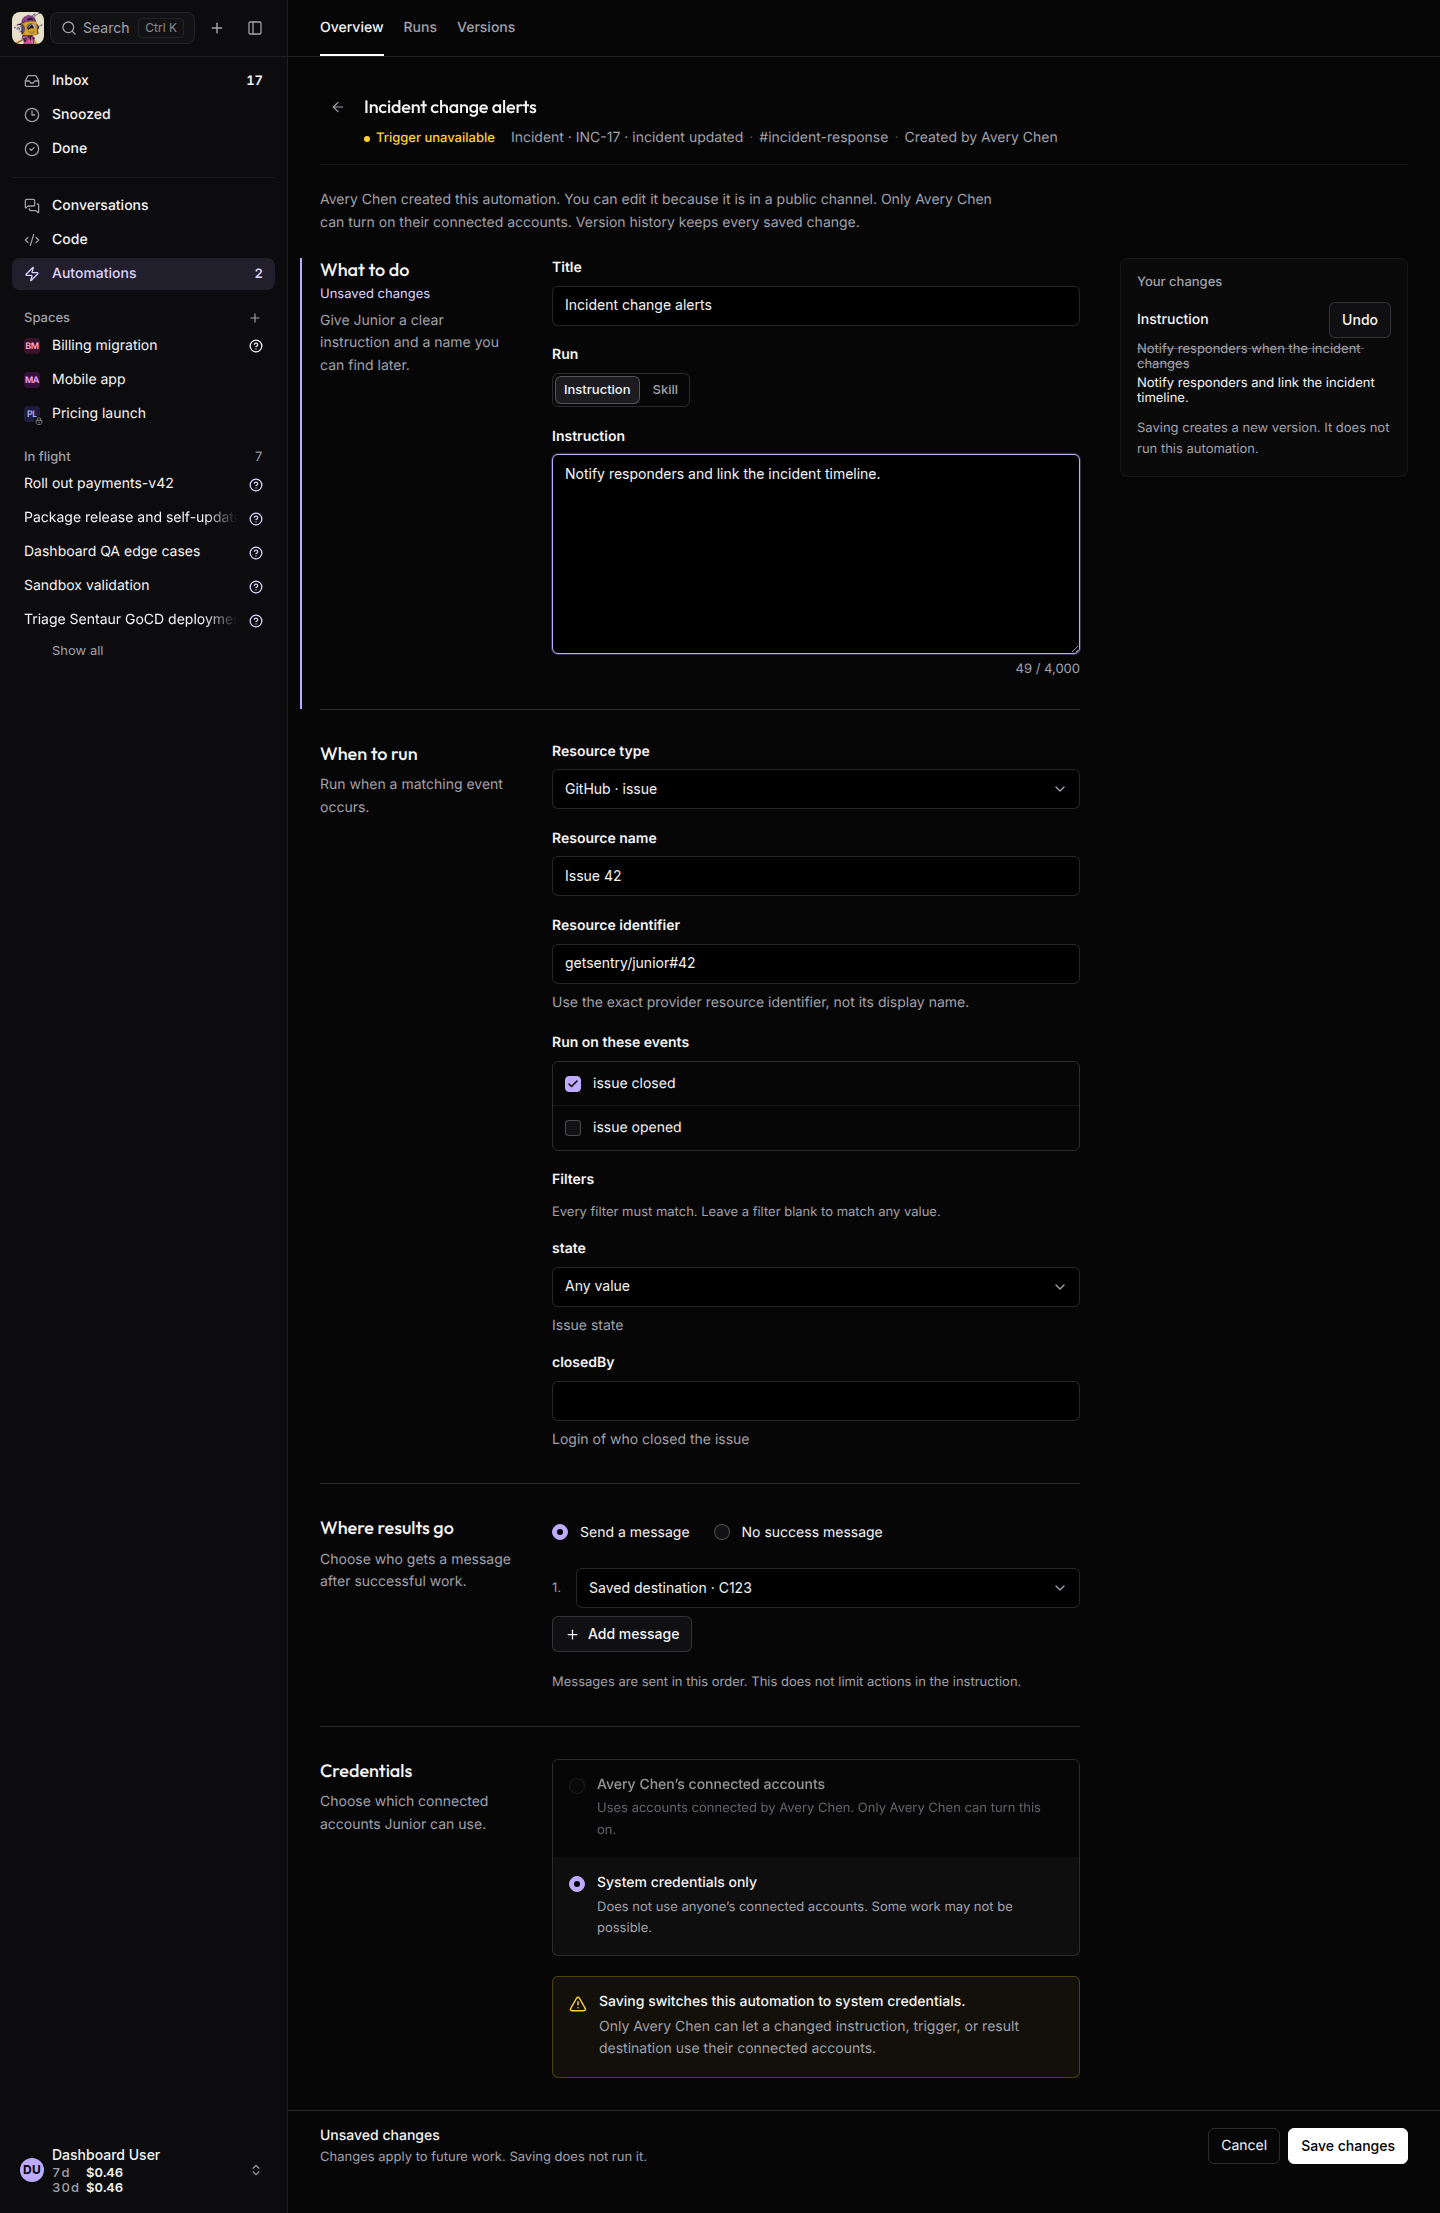 Search Ctrl K
Inbox 17
Snoozed
Done
Conversations
Code
Automations 2
Spaces
BM Billing migration
MA Mobile app
PL Pricing launch
In flight 7
Roll out payments-v42
Package release and self-updat
Dashboard QA edge cases
Sandbox validation
Triage Sentaur GoCD deployme
Show all
DU Dashboard User
7d $0.46
30d $0.46
Overview Runs Versions
Incident change alerts
Trigger unavailable Incident · INC-17 · incident updated · #incident-response · Created by Avery Chen
Avery Chen created this automation. You can edit it because it is in a public channel. Only Avery Chen
can turn on their connected accounts. Version history keeps every saved change.
What to do
Unsaved changes
Give Junior a clear
instruction and a name you
can find later.
Title
Incident change alerts
Run
Instruction Skill
Instruction
Notify responders and link the incident timeline.
49 / 4,000
Your changes
Instruction Undo
Notify responders when the incident
changes
Notify responders and link the incident
timeline.
Saving creates a new version. It does not
run this automation.
When to run
Run when a matching event
occurs.
Resource type
GitHub · issue
Resource name
Issue 42
Resource identifier
getsentry/junior#42
Use the exact provider resource identifier, not its display name.
Run on these events
issue closed
issue opened
Filters
Every filter must match. Leave a filter blank to match any value.
state
Any value
Issue state
closedBy
Login of who closed the issue
Where results go
Choose who gets a message
after successful work.
Send a message No success message
1. Saved destination · C123
Add message
Messages are sent in this order. This does not limit actions in the instruction.
Credentials
Choose which connected
accounts Junior can use.
Avery Chen’s connected accounts
Uses accounts connected by Avery Chen. Only Avery Chen can turn this
on.
System credentials only
Does not use anyone’s connected accounts. Some work may not be
possible.
Saving switches this automation to system credentials.
Only Avery Chen can let a changed instruction, trigger, or result
destination use their connected accounts.
Unsaved changes
Changes apply to future work. Saving does not run it.
Cancel Save changes